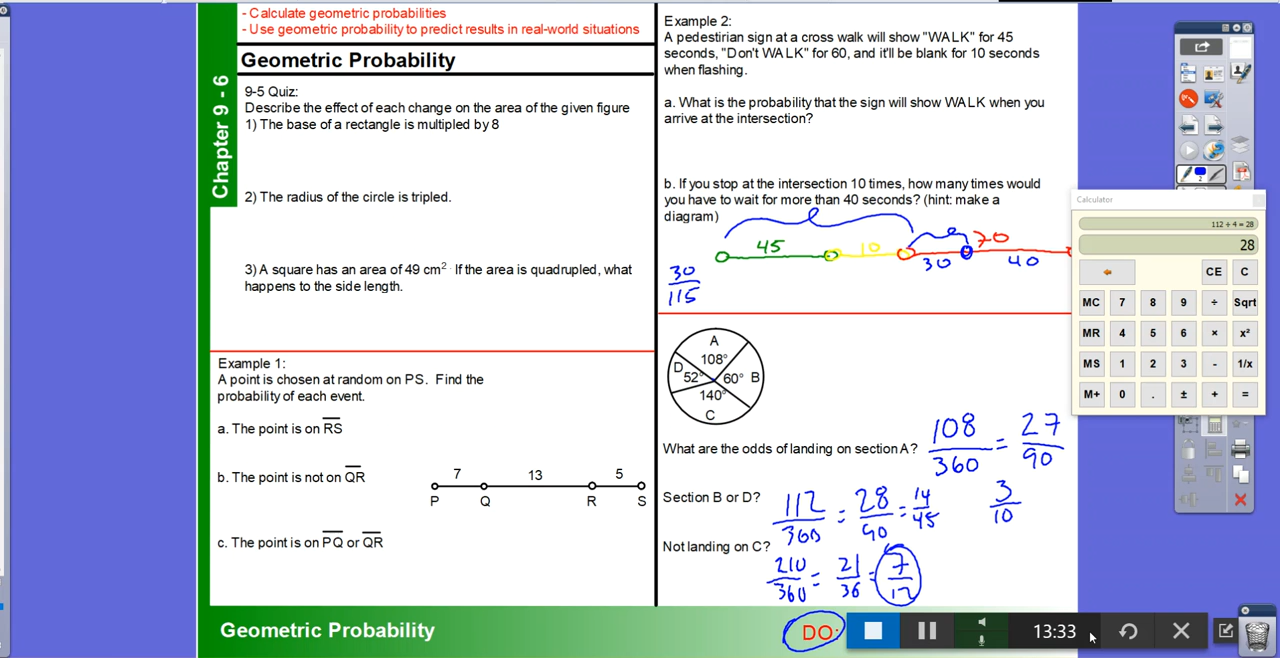 - Calculate geometric probabilities
- Use geometric probability to predict results in real-world situations
Chapter 9 - 6
Geometric Probability
9-5 Quiz:
Describe the effect of each change on the area of the given figure
1) The base of a rectangle is multipled by 8
2) The radius of the circle is tripled.
3) A square has an area of 49 cm² If the area is quadrupled, what
happens to the side length.
Example 1:
A point is chosen at random on PS. Find the
probability of each event.
a. The point is on RS
b. The point is not on QR
c. The point is on PQ or QR
7 13 5
P Q R S
Example 2:
A pedestrian sign at a cross walk will show "WALK" for 45
seconds, "Don't WALK" for 60, and it'll be blank for 10 seconds
when flashing.
a. What is the probability that the sign will show WALK when you
arrive at the intersection?
b. If you stop at the intersection 10 times, how many times would
you have to wait for more than 40 seconds? (hint: make a
diagram)
45 10 70
30 40
30
115
A
108°
D 52° 60° B
140°
C
What are the odds of landing on section A?
108/360 = 27/90
3/10
Section B or D?
112/360 = 28/90 = 14/45
Not landing on C?
210/360 = 21/36 = 7/12
Geometric Probability
DO
13:33
Calculator
112 ÷ 4 = 28
28
CE C
MC 7 8 9 ÷ Sqrt
MR 4 5 6 × x²
MS 1 2 3 - 1/x
M+ 0 . ± + =